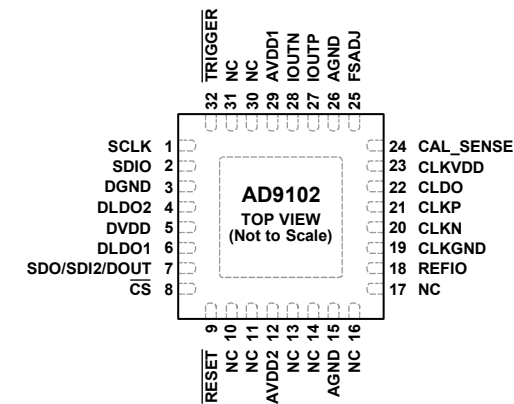 TRIGGER
NC
NC
AVDD1
IOUTN
IOUTP
AGND
FSADJ
32
31
30
29
28
27
26
25
SCLK 1
SDIO 2
DGND 3
DLDO2 4
DVDD 5
DLDO1 6
SDO/SDI2/DOUT 7
CS 8
AD9102
TOP VIEW
(Not to Scale)
24 CAL_SENSE
23 CLKVDD
22 CLDO
21 CLKP
20 CLKN
19 CLKGND
18 REFIO
17 NC
RESET 9
NC 10
NC 11
AVDD2 12
NC 13
NC 14
AGND 15
NC 16